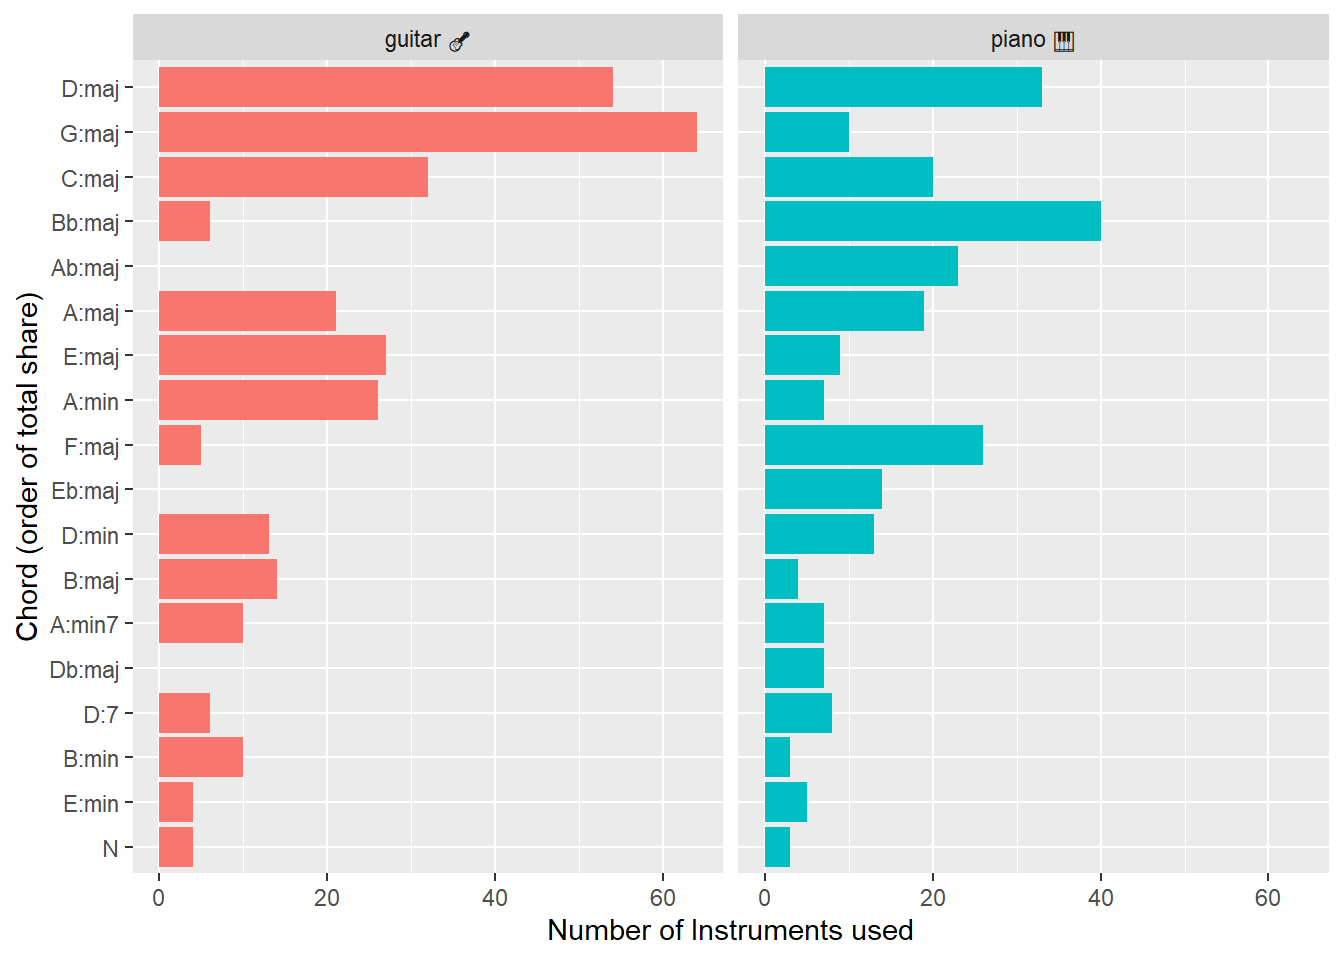 guitar 🎸
piano 🎹
D:maj
G:maj
C:maj
Bb:maj
Ab:maj
A:maj
E:maj
A:min
F:maj
Eb:maj
D:min
B:maj
A:min7
Db:maj
D:7
B:min
E:min
N
Chord (order of total share)
0 20 40 60
0 20 40 60
Number of Instruments used